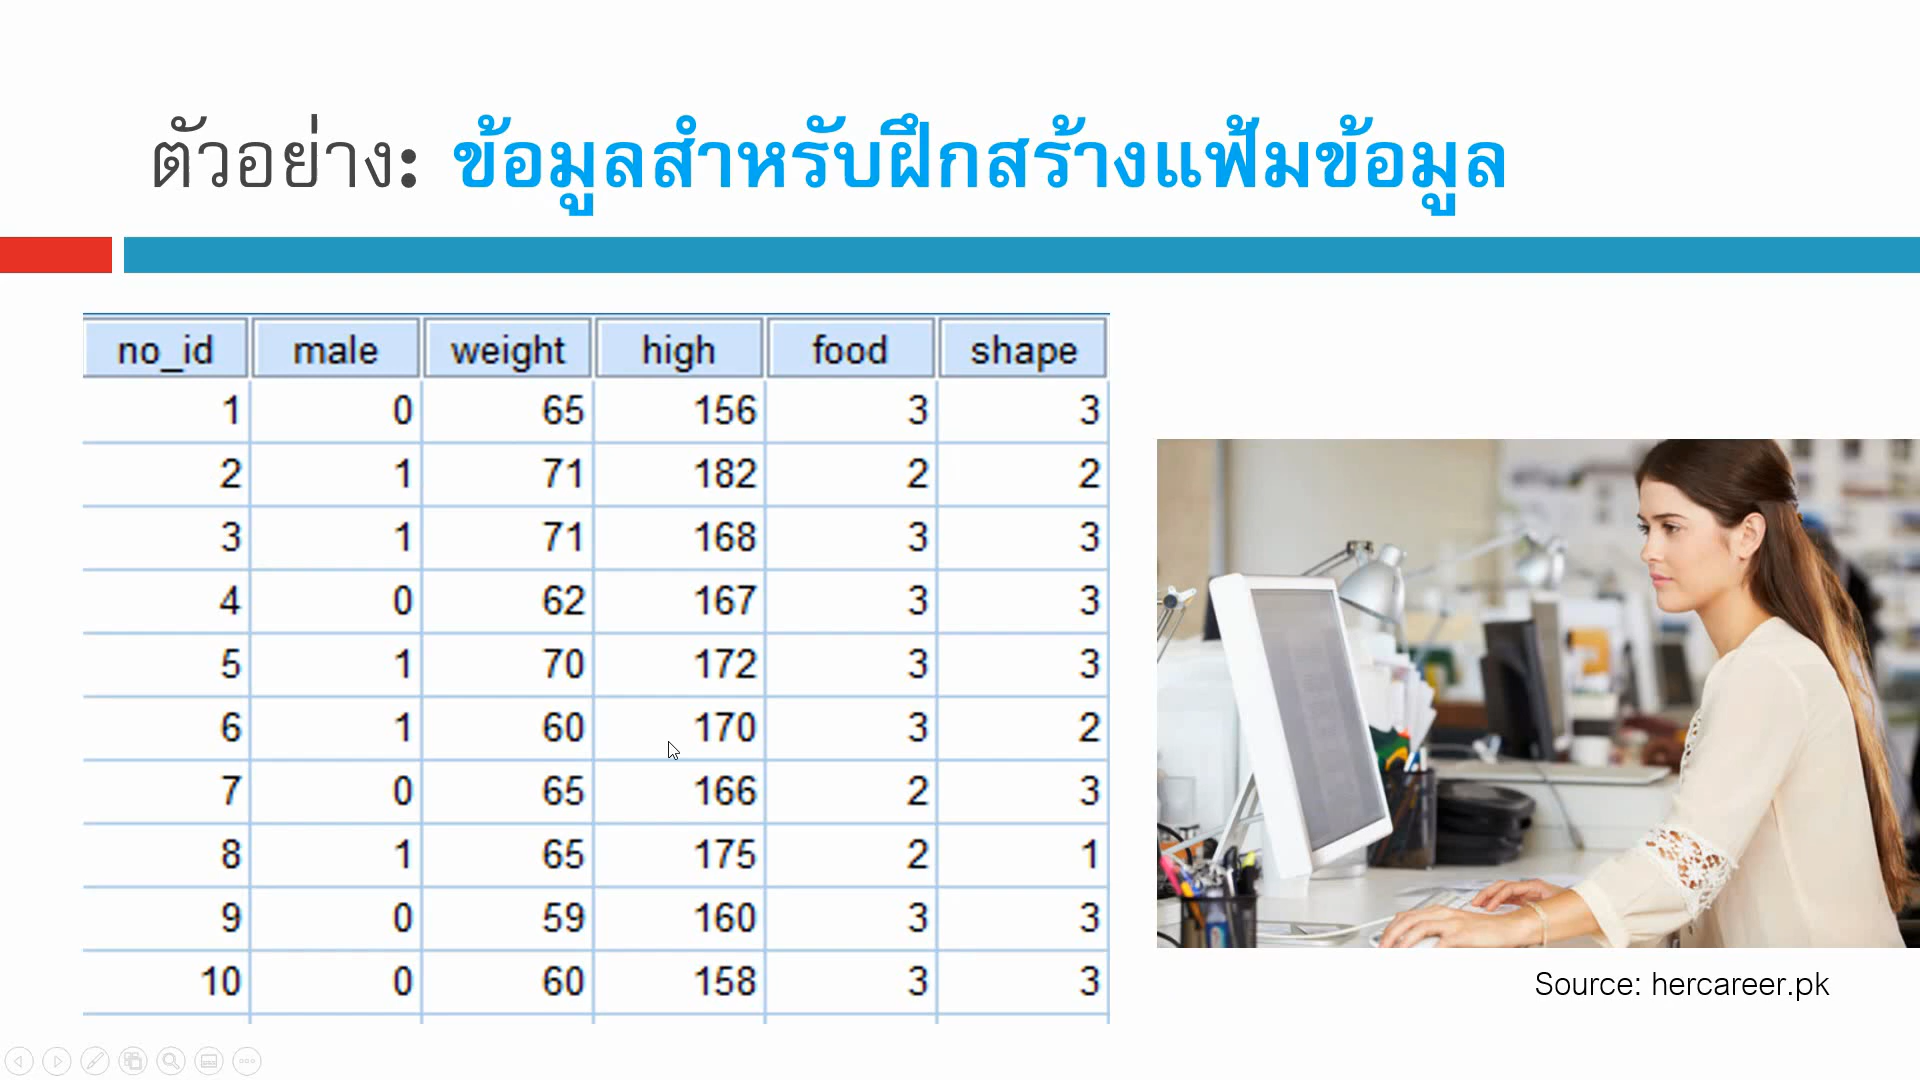 ตัวอย่าง: ข้อมูลสำหรับฝึกสร้างแฟ้มข้อมูล
no_id male weight high food shape
1 0 65 156 3 3
2 1 71 182 2 2
3 1 71 168 3 3
4 0 62 167 3 3
5 1 70 172 3 3
6 1 60 170 3 2
7 0 65 166 2 3
8 1 65 175 2 1
9 0 59 160 3 3
10 0 60 158 3 3
Source: hercareer.pk